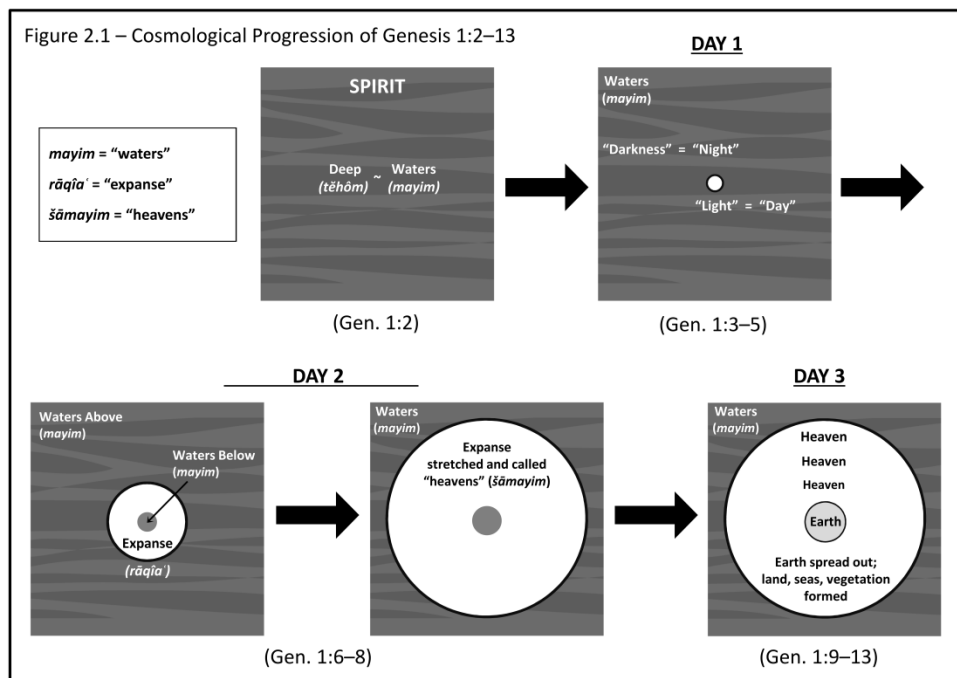 Figure 2.1 – Cosmological Progression of Genesis 1:2–13
mayim = “waters”
rāqîaʿ = “expanse”
šāmayim = “heavens”
SPIRIT
Deep ~ Waters
(tĕhôm) (mayim)
(Gen. 1:2)
DAY 1
Waters
(mayim)
“Darkness” = “Night”
“Light” = “Day”
(Gen. 1:3–5)
DAY 2
Waters Above
(mayim)
Waters Below
(mayim)
Expanse
(rāqîaʿ)
Waters
(mayim)
Expanse
stretched and called
“heavens” (šāmayim)
(Gen. 1:6–8)
DAY 3
Waters
(mayim)
Heaven
Heaven
Heaven
Earth
Earth spread out;
land, seas, vegetation
formed
(Gen. 1:9–13)